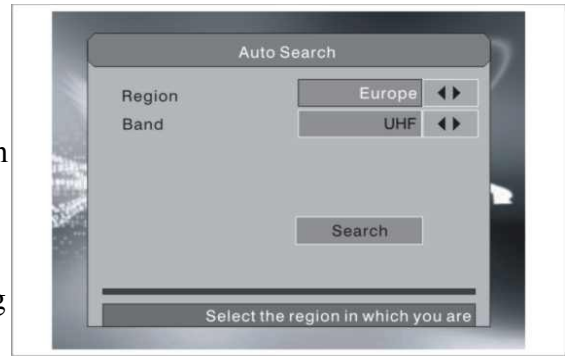 Auto Search
Region Europe
Band UHF
Search
Select the region in which you are